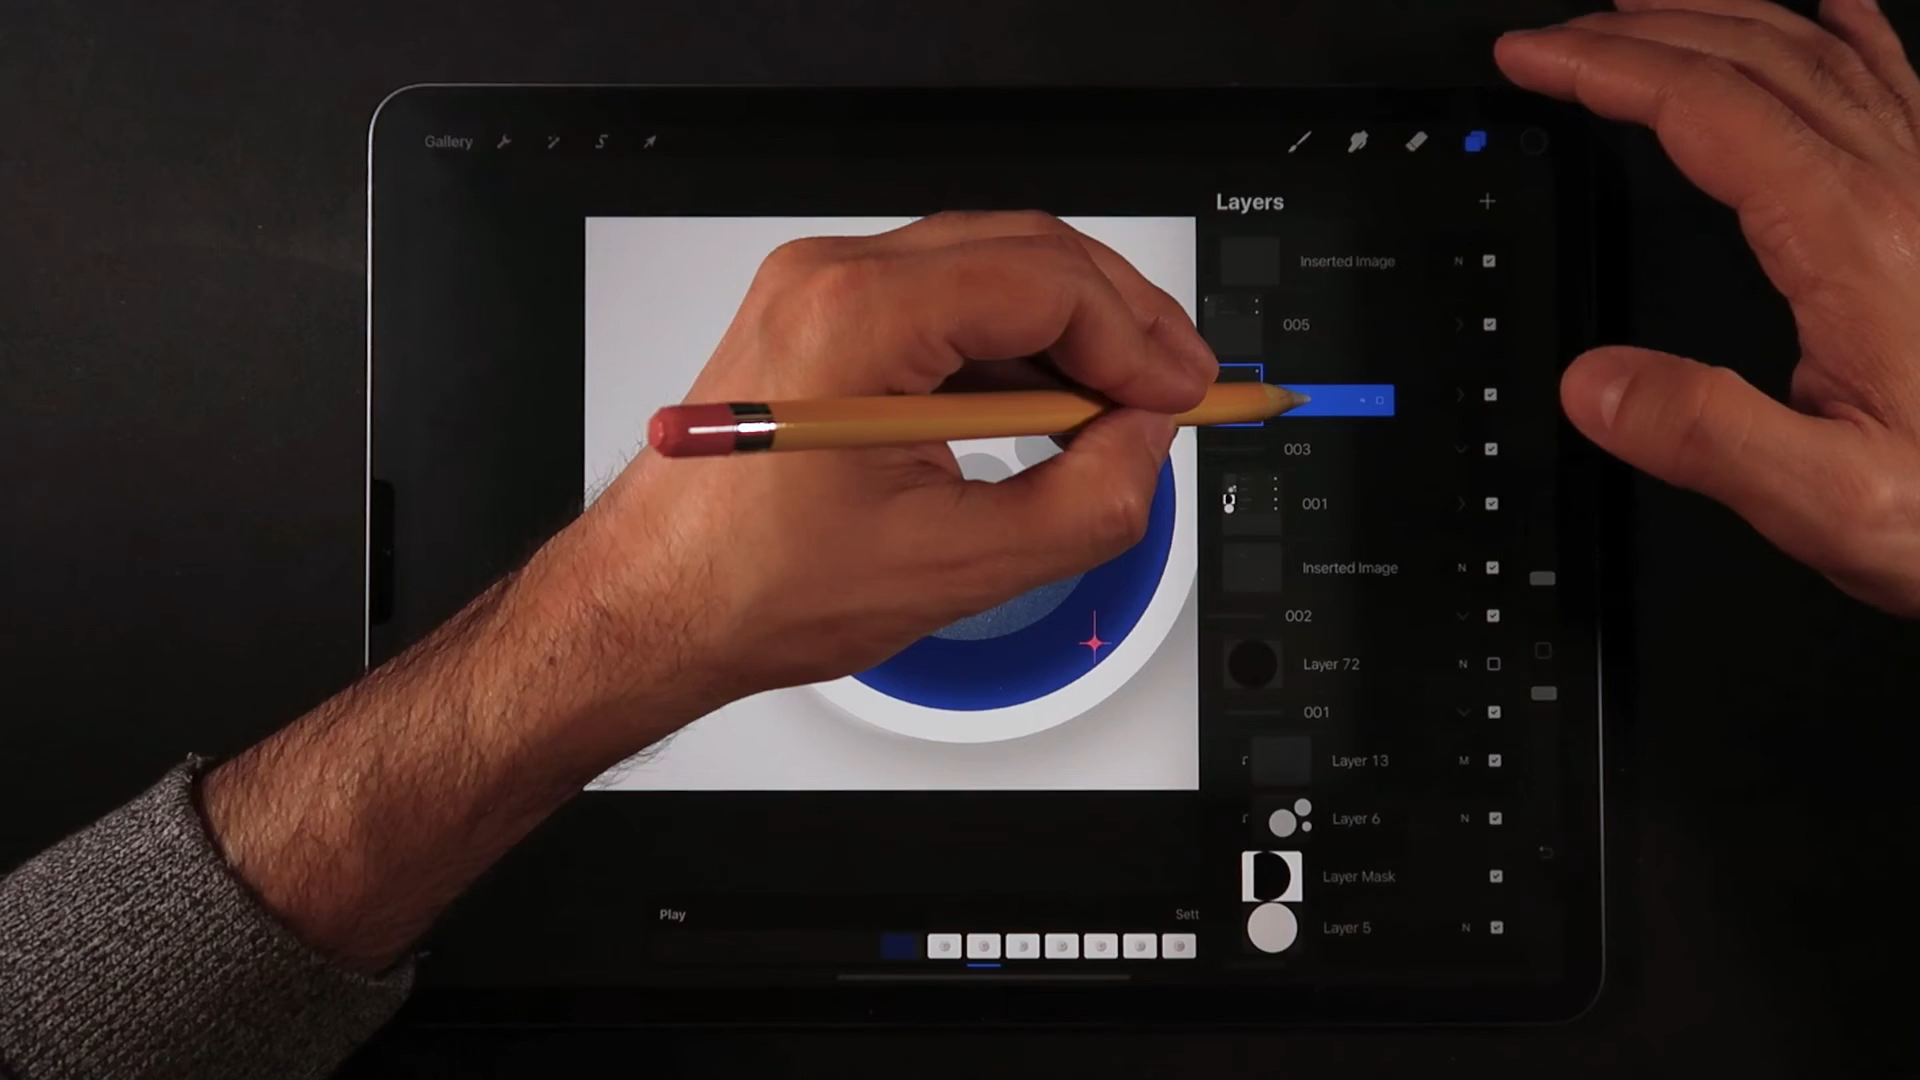 Gallery
Layers
Inserted Image N
005
003
001
Inserted Image N
002
Layer 72 N
001
Layer 13 M
Layer 6 N
Layer Mask
Layer 5 N
Play
Sett